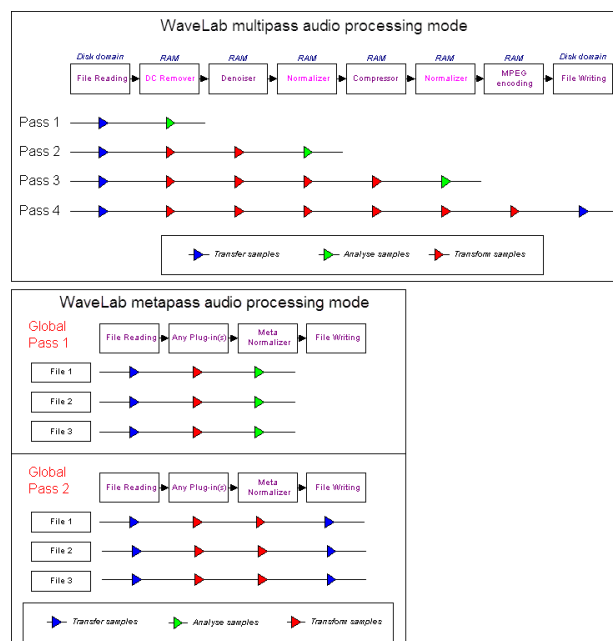 WaveLab multipass audio processing mode
Disk domain RAM RAM RAM RAM RAM RAM Disk domain
File Reading DC Remover Denoiser Normalizer Compressor Normalizer MPEG encoding File Writing
Pass 1
Pass 2
Pass 3
Pass 4
Transfer samples Analyse samples Transform samples
WaveLab metapass audio processing mode
Global Pass 1
File Reading Any Plug-in(s) Meta Normalizer File Writing
File 1
File 2
File 3
Global Pass 2
File Reading Any Plug-in(s) Meta Normalizer File Writing
File 1
File 2
File 3
Transfer samples Analyse samples Transform samples